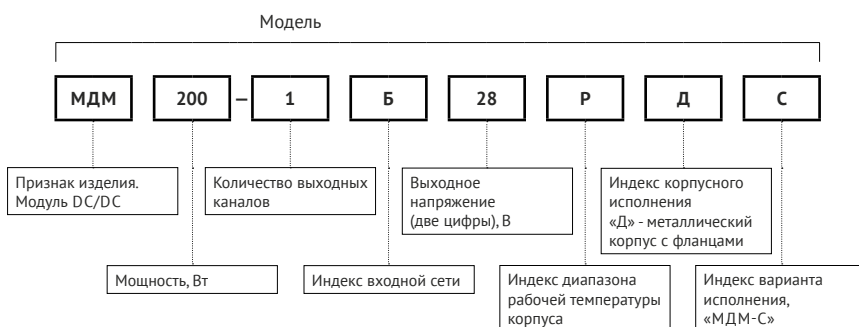 Модель
МДМ 200 – 1 Б 28 Р Д С
Признак изделия.
Модуль DC/DC
Количество выходных
каналов
Выходное
напряжение
(две цифры), В
Индекс корпусного
исполнения
«Д» - металлический
корпус с фланцами
Мощность, Вт
Индекс входной сети
Индекс диапазона
рабочей температуры
корпуса
Индекс варианта
исполнения,
«МДМ-С»